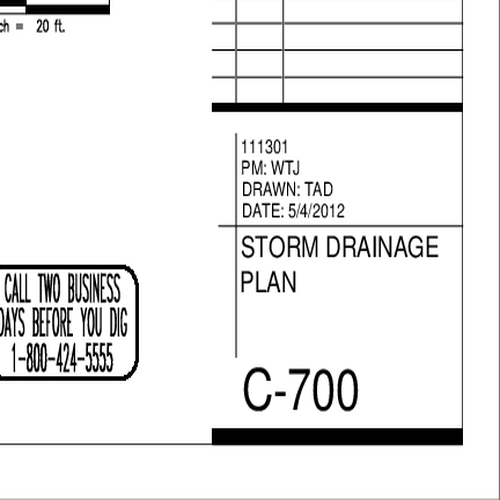 ch = 20 ft.
111301
PM: WTJ
DRAWN: TAD
DATE: 5/4/2012
STORM DRAINAGE
PLAN
CALL TWO BUSINESS
DAYS BEFORE YOU DIG
1-800-424-5555
C-700